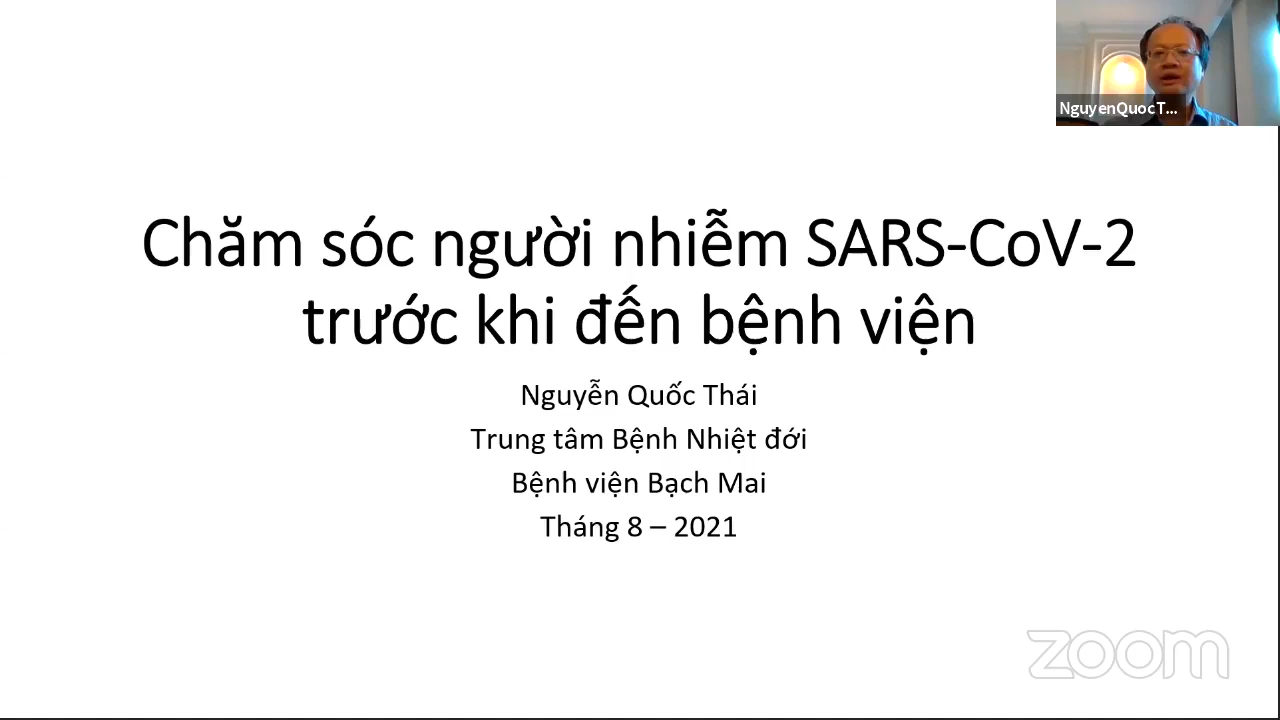 NguyenQuocT...
Chăm sóc người nhiễm SARS-CoV-2
trước khi đến bệnh viện
Nguyễn Quốc Thái
Trung tâm Bệnh Nhiệt đới
Bệnh viện Bạch Mai
Tháng 8 – 2021
zoom